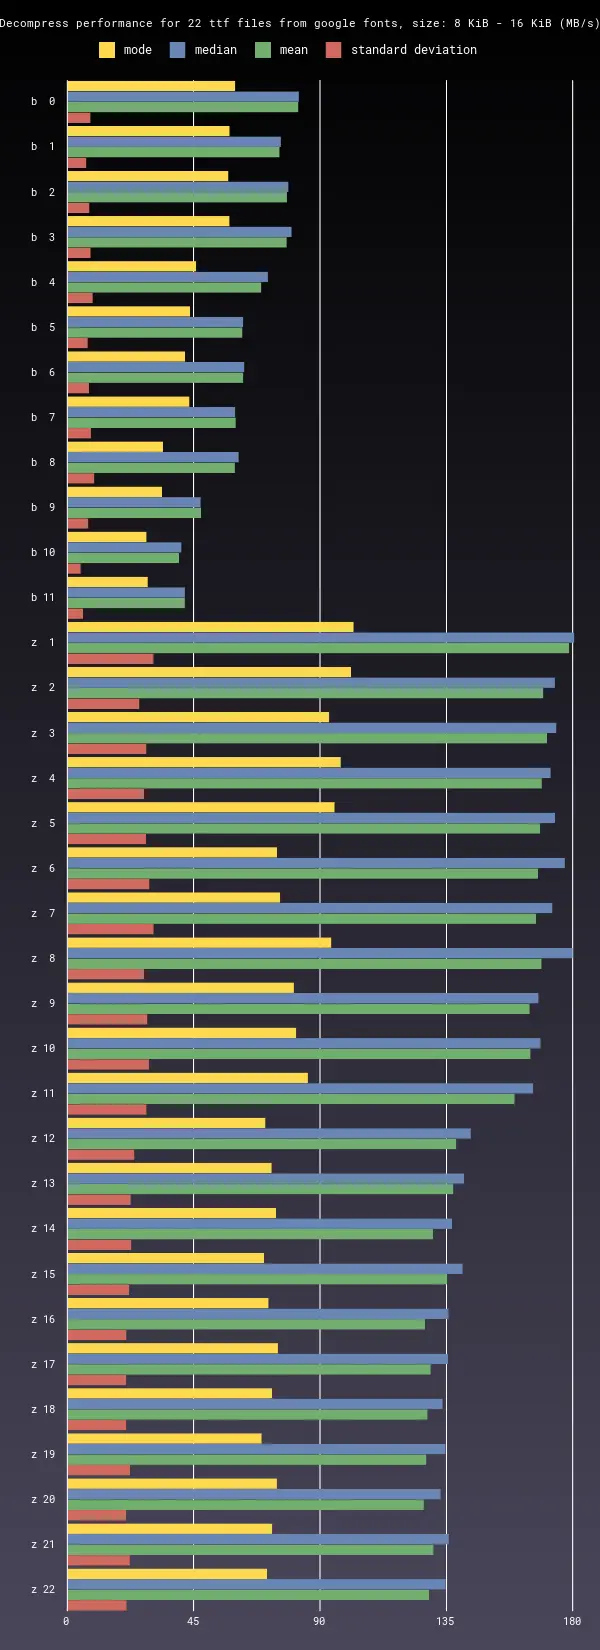 Decompress performance for 22 ttf files from google fonts, size: 8 KiB - 16 KiB (MB/s)
mode median mean standard deviation
b 0
b 1
b 2
b 3
b 4
b 5
b 6
b 7
b 8
b 9
b 10
b 11
z 1
z 2
z 3
z 4
z 5
z 6
z 7
z 8
z 9
z 10
z 11
z 12
z 13
z 14
z 15
z 16
z 17
z 18
z 19
z 20
z 21
z 22
0 45 90 135 180